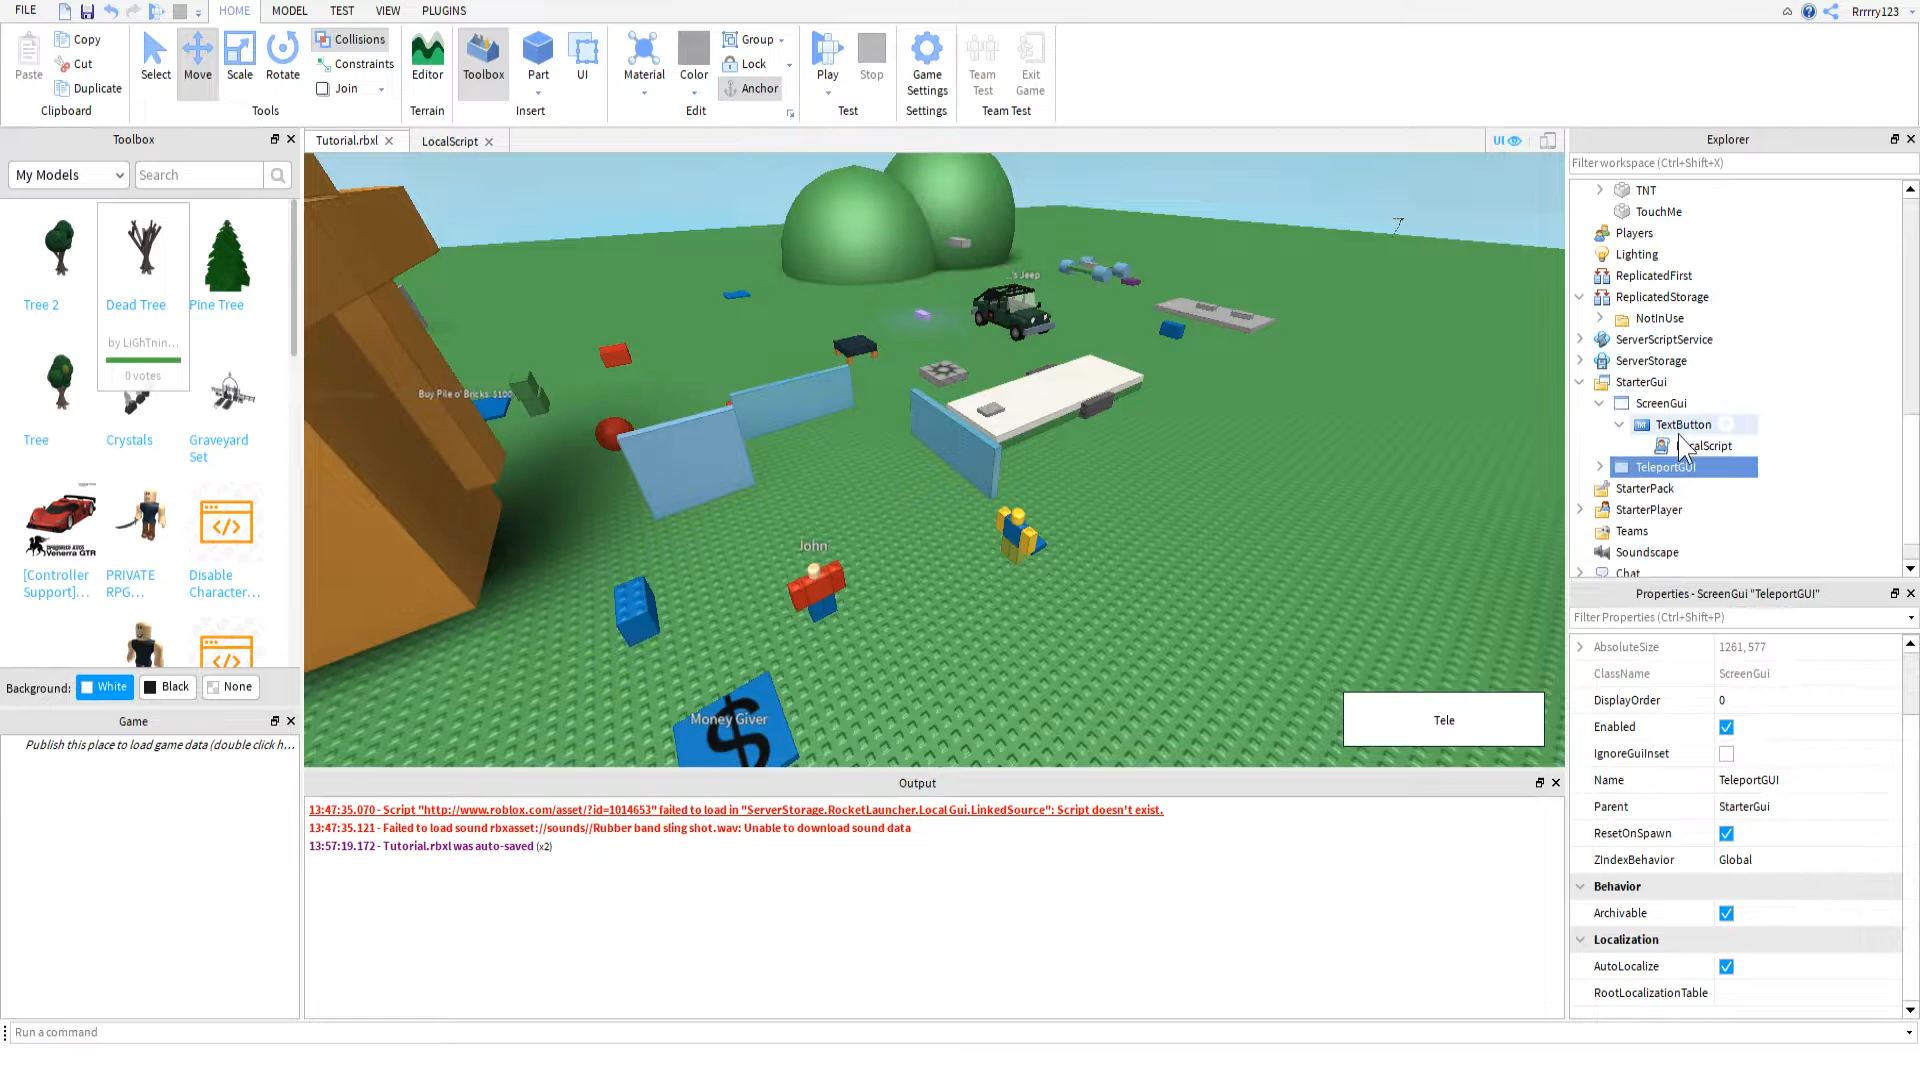 FILE
HOME
MODEL
TEST
VIEW
PLUGINS
Rrrrry123
Paste
Copy
Cut
Duplicate
Clipboard
Select
Move
Scale
Rotate
Collisions
Constraints
Join
Tools
Editor
Terrain
Toolbox
Part
UI
Insert
Material
Color
Group
Lock
Anchor
Edit
Play
Stop
Test
Game
Settings
Settings
Team
Test
Exit
Game
Team Test
Toolbox
My Models
Search
Tree 2
Dead Tree
Pine Tree
by LiGhTnin...
0 votes
Tree
Crystals
Graveyard
Set
[Controller
Support]...
PRIVATE
RPG...
Disable
Character...
Background:
White
Black
None
Game
Publish this place to load game data (double click h...
Tutorial.rbxl
LocalScript
UI
...'s Jeep
Buy Pile o' Bricks: $100
John
Money Giver
Tele
Output
13:47:35.070 - Script "http://www.roblox.com/asset/?id=1014653" failed to load in "ServerStorage.RocketLauncher.Local Gui.LinkedSource": Script doesn't exist.
13:47:35.121 - Failed to load sound rbxasset://sounds//Rubber band sling shot.wav: Unable to download sound data
13:57:19.172 - Tutorial.rbxl was auto-saved (x2)
Explorer
Filter workspace (Ctrl+Shift+X)
TNT
TouchMe
Players
Lighting
ReplicatedFirst
ReplicatedStorage
NotInUse
ServerScriptService
ServerStorage
StarterGui
ScreenGui
TextButton
calScript
TeleportGUI
StarterPack
StarterPlayer
Teams
Soundscape
Chat
Properties - ScreenGui "TeleportGUI"
Filter Properties (Ctrl+Shift+P)
AbsoluteSize 1261, 577
ClassName ScreenGui
DisplayOrder 0
Enabled
IgnoreGuiInset
Name TeleportGUI
Parent StarterGui
ResetOnSpawn
ZIndexBehavior Global
Behavior
Archivable
Localization
AutoLocalize
RootLocalizationTable
Run a command